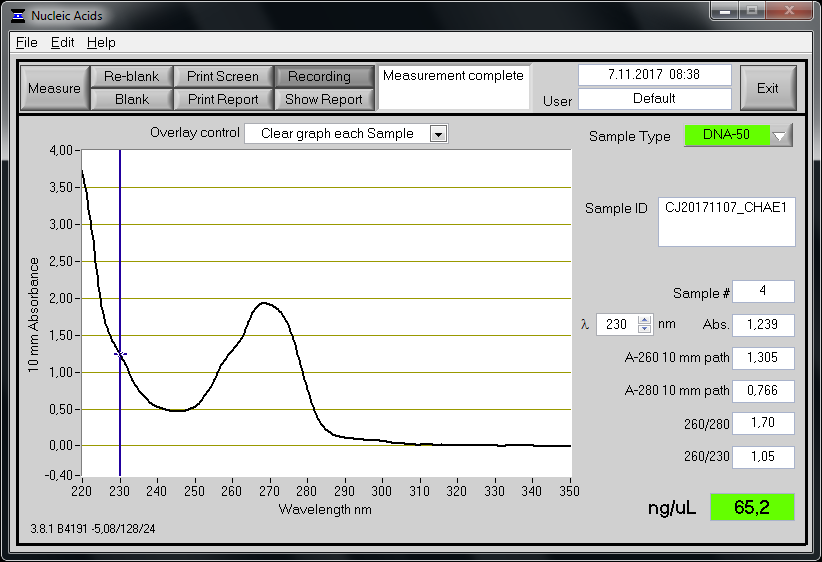 Nucleic Acids
File Edit Help
Measure
Re-blank Print Screen Recording
Blank Print Report Show Report
Measurement complete
7.11.2017 08:38
User Default
Exit
Overlay control Clear graph each Sample
Sample Type DNA-50
Sample ID CJ20171107_CHAE1
Sample # 4
λ 230 nm Abs. 1,239
A-260 10 mm path 1,305
A-280 10 mm path 0,766
260/280 1,70
260/230 1,05
ng/uL 65,2
10 mm Absorbance
4,00
3,50
3,00
2,50
2,00
1,50
1,00
0,50
0,00
-0,40
220 230 240 250 260 270 280 290 300 310 320 330 340 350
Wavelength nm
3.8.1 B4191 -5,08/128/24